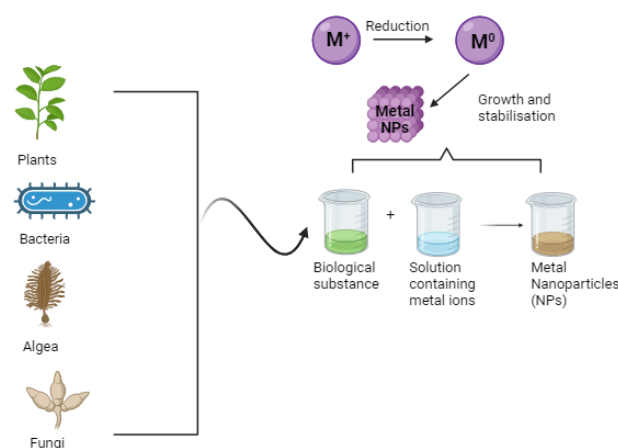 Reduction
M⁺
M⁰
Growth and
stabilisation
Metal
NPs
Plants
Bacteria
Algea
Fungi
+
Biological
substance
Solution
containing
metal ions
Metal
Nanoparticles
(NPs)